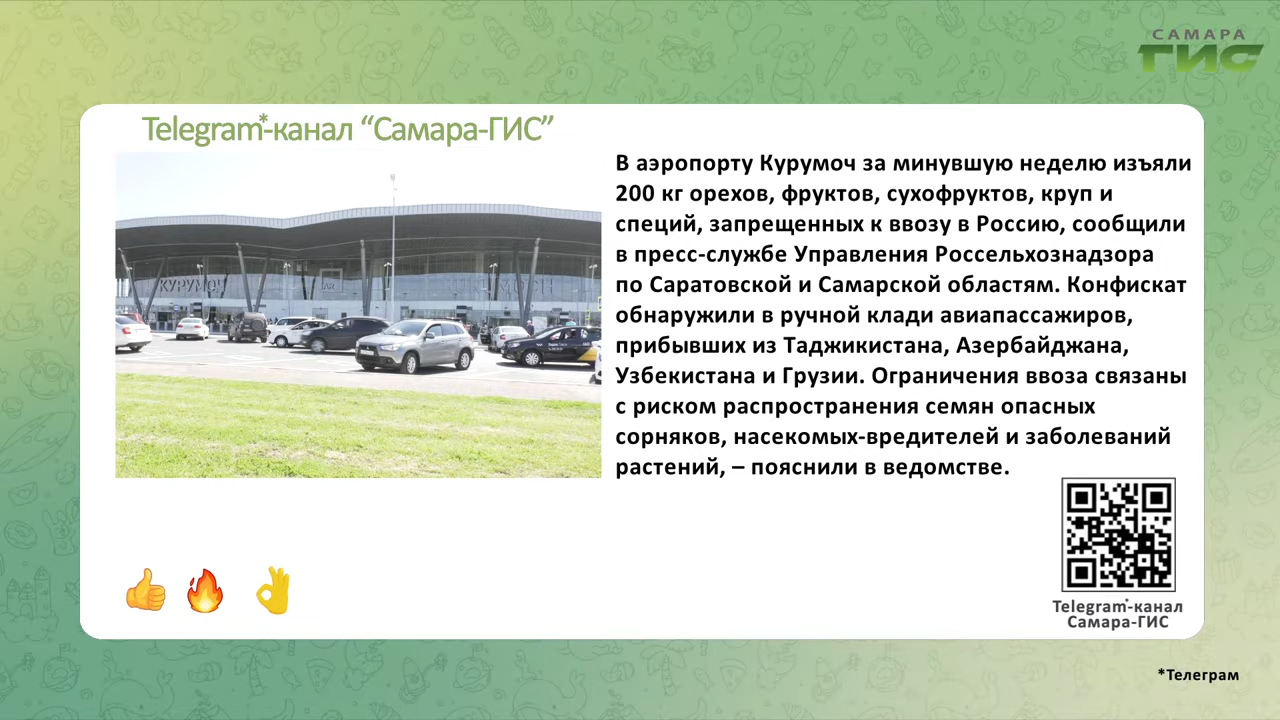 САМАРА
ГИС
Telegram*-канал “Самара-ГИС”
КУРУМОЧ
В аэропорту Курумоч за минувшую неделю изъяли
200 кг орехов, фруктов, сухофруктов, круп и
специй, запрещенных к ввозу в Россию, сообщили
в пресс-службе Управления Россельхознадзора
по Саратовской и Самарской областям. Конфискат
обнаружили в ручной клади авиапассажиров,
прибывших из Таджикистана, Азербайджана,
Узбекистана и Грузии. Ограничения ввоза связаны
с риском распространения семян опасных
сорняков, насекомых-вредителей и заболеваний
растений, – пояснили в ведомстве.
Telegram*-канал
Самара-ГИС
*Телеграм